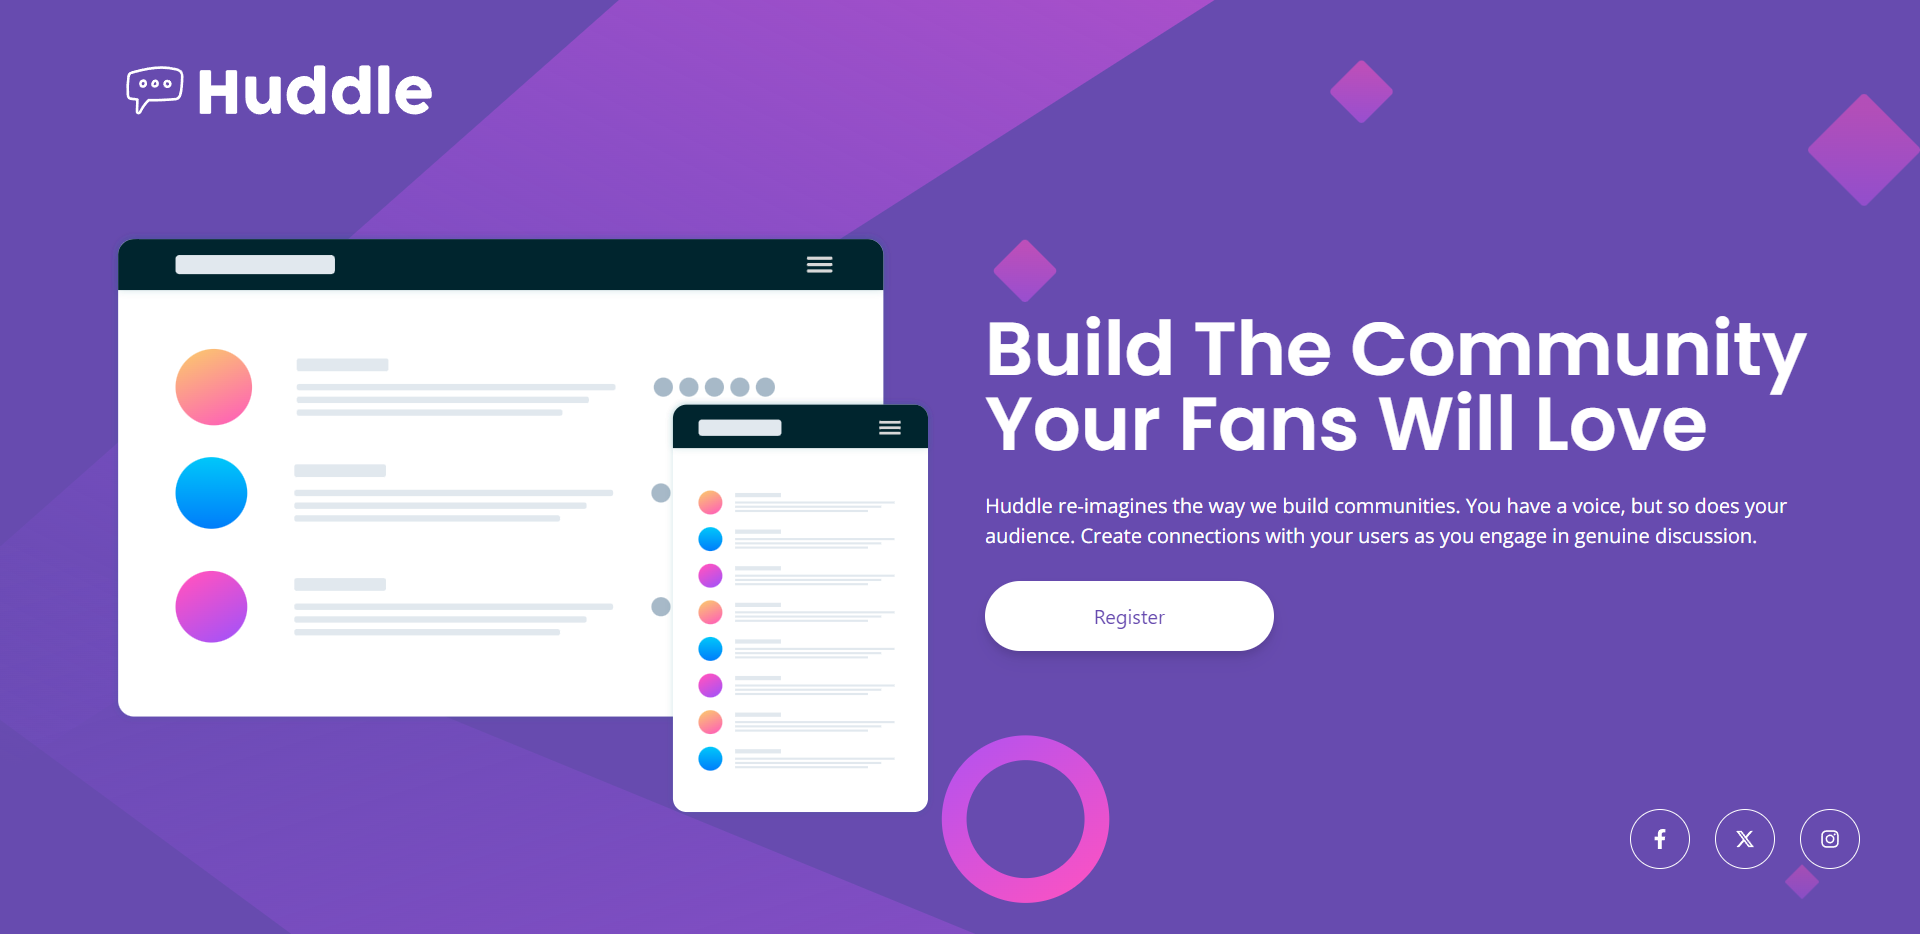 Huddle
Build The Community
Your Fans Will Love
Huddle re-imagines the way we build communities. You have a voice, but so does your
audience. Create connections with your users as you engage in genuine discussion.
Register